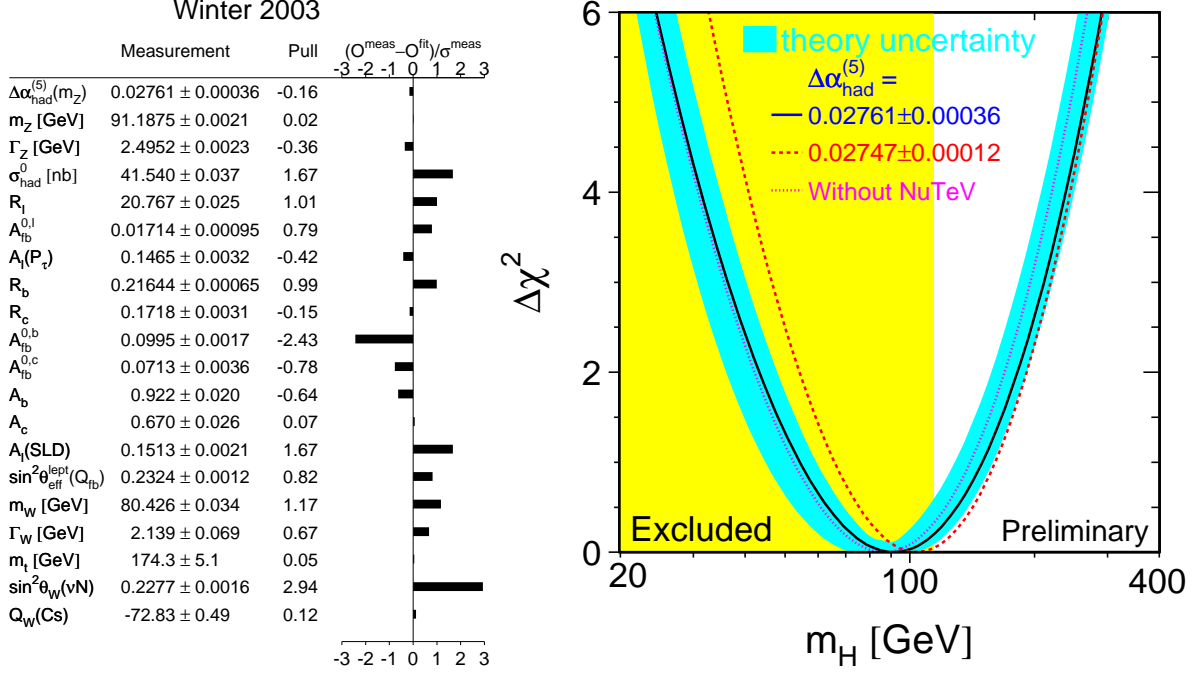 Winter 2003
Measurement Pull (O^meas–O^fit)/σ^meas
-3 -2 -1 0 1 2 3
Δα_had^(5)(m_Z) 0.02761 ± 0.00036 -0.16
m_Z [GeV] 91.1875 ± 0.0021 0.02
Γ_Z [GeV] 2.4952 ± 0.0023 -0.36
σ_had^0 [nb] 41.540 ± 0.037 1.67
R_l 20.767 ± 0.025 1.01
A_fb^0,l 0.01714 ± 0.00095 0.79
A_l(P_τ) 0.1465 ± 0.0032 -0.42
R_b 0.21644 ± 0.00065 0.99
R_c 0.1718 ± 0.0031 -0.15
A_fb^0,b 0.0995 ± 0.0017 -2.43
A_fb^0,c 0.0713 ± 0.0036 -0.78
A_b 0.922 ± 0.020 -0.64
A_c 0.670 ± 0.026 0.07
A_l(SLD) 0.1513 ± 0.0021 1.67
sin²θ_eff^lept(Q_fb) 0.2324 ± 0.0012 0.82
m_W [GeV] 80.426 ± 0.034 1.17
Γ_W [GeV] 2.139 ± 0.069 0.67
m_t [GeV] 174.3 ± 5.1 0.05
sin²θ_W(νN) 0.2277 ± 0.0016 2.94
Q_W(Cs) -72.83 ± 0.49 0.12
-3 -2 -1 0 1 2 3
6
4
2
0
Δχ²
theory uncertainty
Δα_had^(5) =
0.02761±0.00036
0.02747±0.00012
Without NuTeV
Excluded
Preliminary
20 100 400
m_H [GeV]